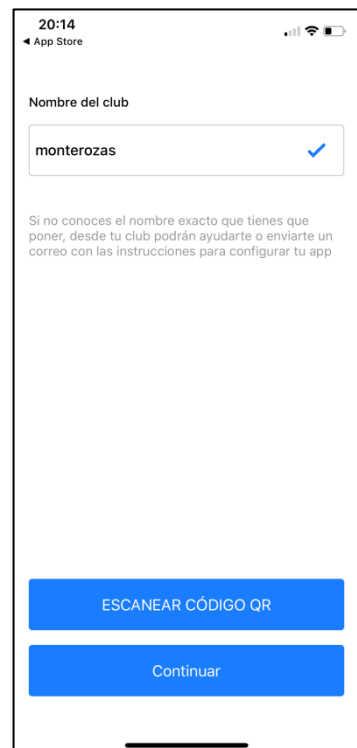 20:14
◀ App Store
Nombre del club
monterozas
Si no conoces el nombre exacto que tienes que
poner, desde tu club podrán ayudarte o enviarte un
correo con las instrucciones para configurar tu app
ESCANEAR CÓDIGO QR
Continuar